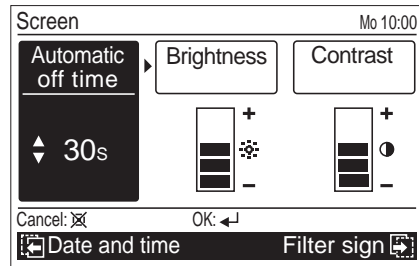 Screen Mo 10:00
Automatic off time
Brightness
Contrast
30s
+ +
– –
Cancel: OK:
Date and time Filter sign